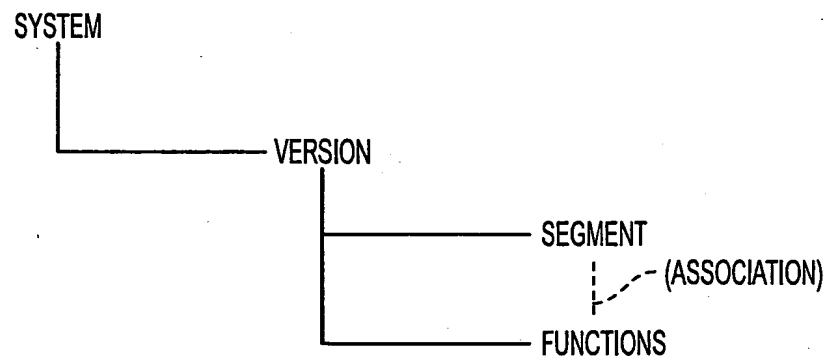 SYSTEM
VERSION
SEGMENT
(ASSOCIATION)
FUNCTIONS